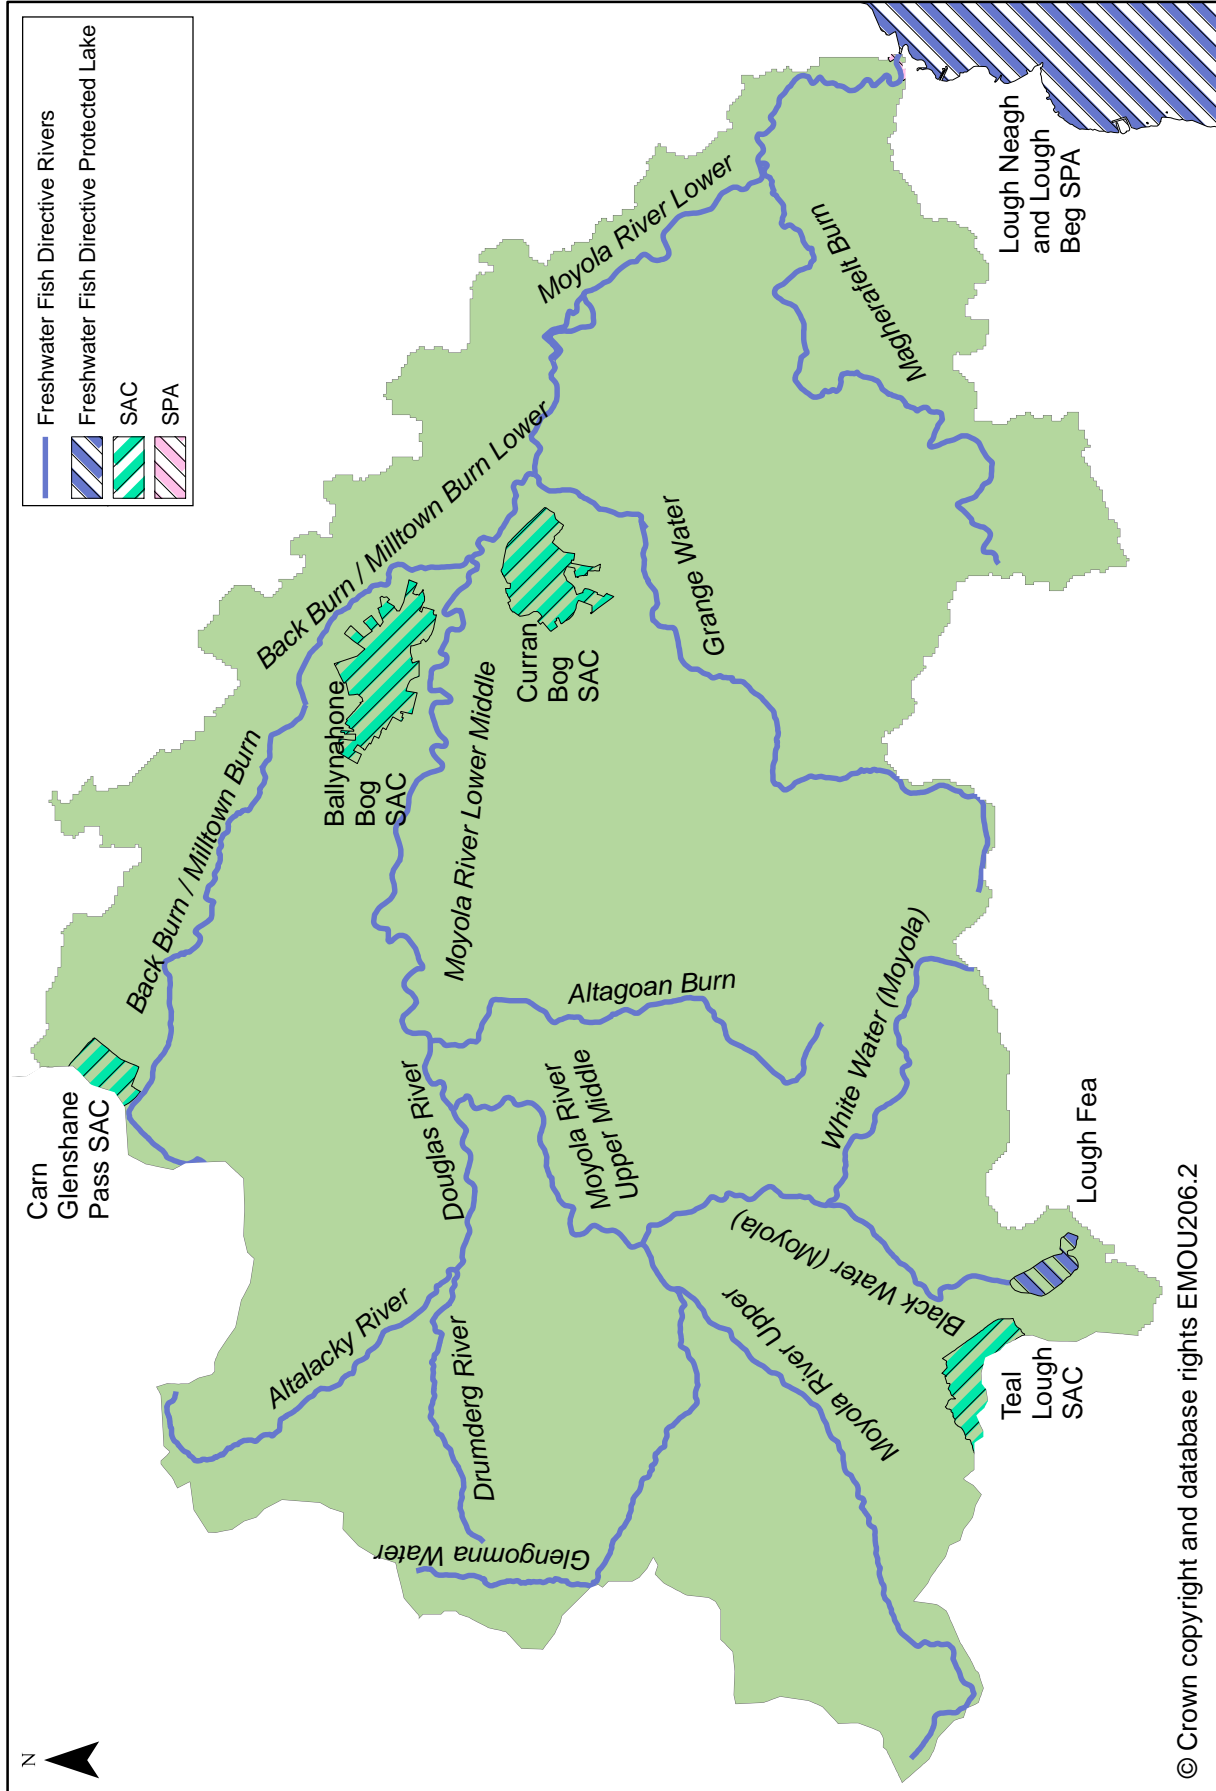 N
Freshwater Fish Directive Rivers
Freshwater Fish Directive Protected Lake
SAC
SPA
Carn
Glenshane
Pass SAC
Back Burn / Milltown Burn
Back Burn / Milltown Burn Lower
Ballynahone
Bog
SAC
Moyola River Lower
Altalacky River
Douglas River
Moyola River Lower Middle
Curran
Bog
SAC
Drumderg River
Glengomna Water
Moyola River
Upper Middle
Altagoan Burn
Grange Water
Magherafelt Burn
Moyola River Upper
Black Water (Moyola)
White Water (Moyola)
Teal
Lough
SAC
Lough Fea
Lough Neagh
and Lough
Beg SPA
© Crown copyright and database rights EMOU206.2